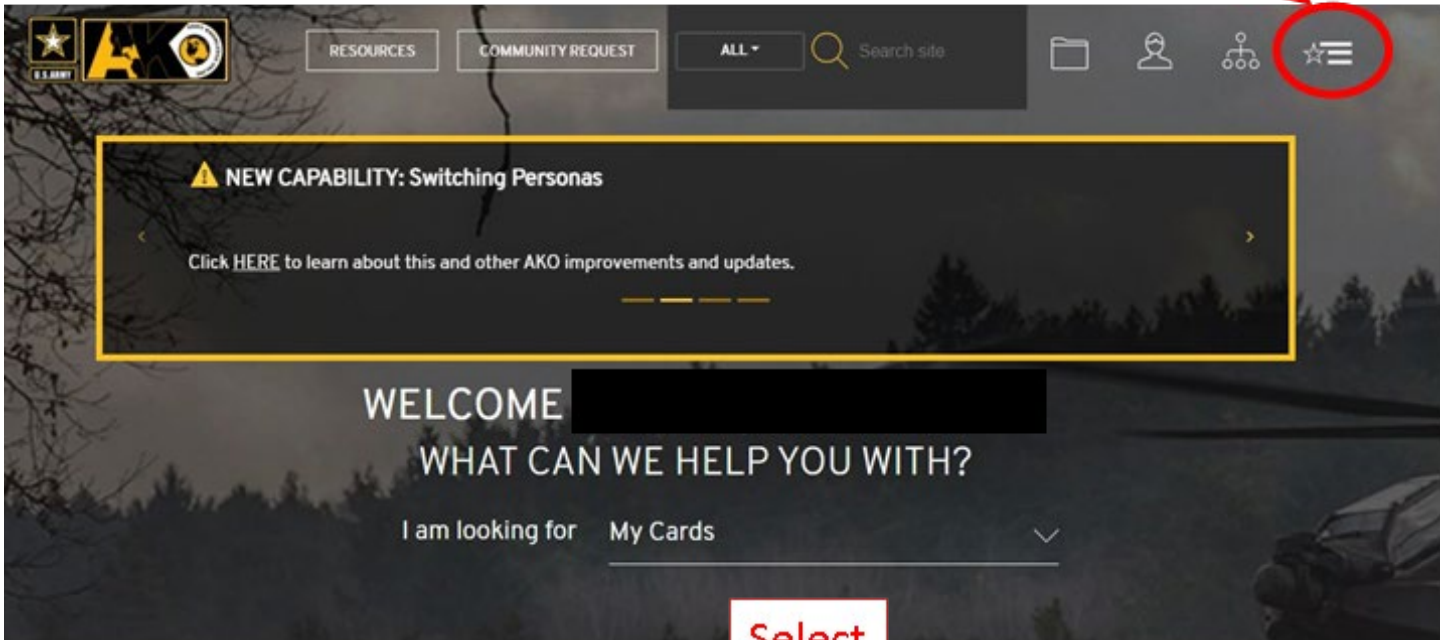 U.S.ARMY
AKO
RESOURCES
COMMUNITY REQUEST
ALL
Search site
NEW CAPABILITY: Switching Personas
Click HERE to learn about this and other AKO improvements and updates.
WELCOME
WHAT CAN WE HELP YOU WITH?
I am looking for My Cards
Select